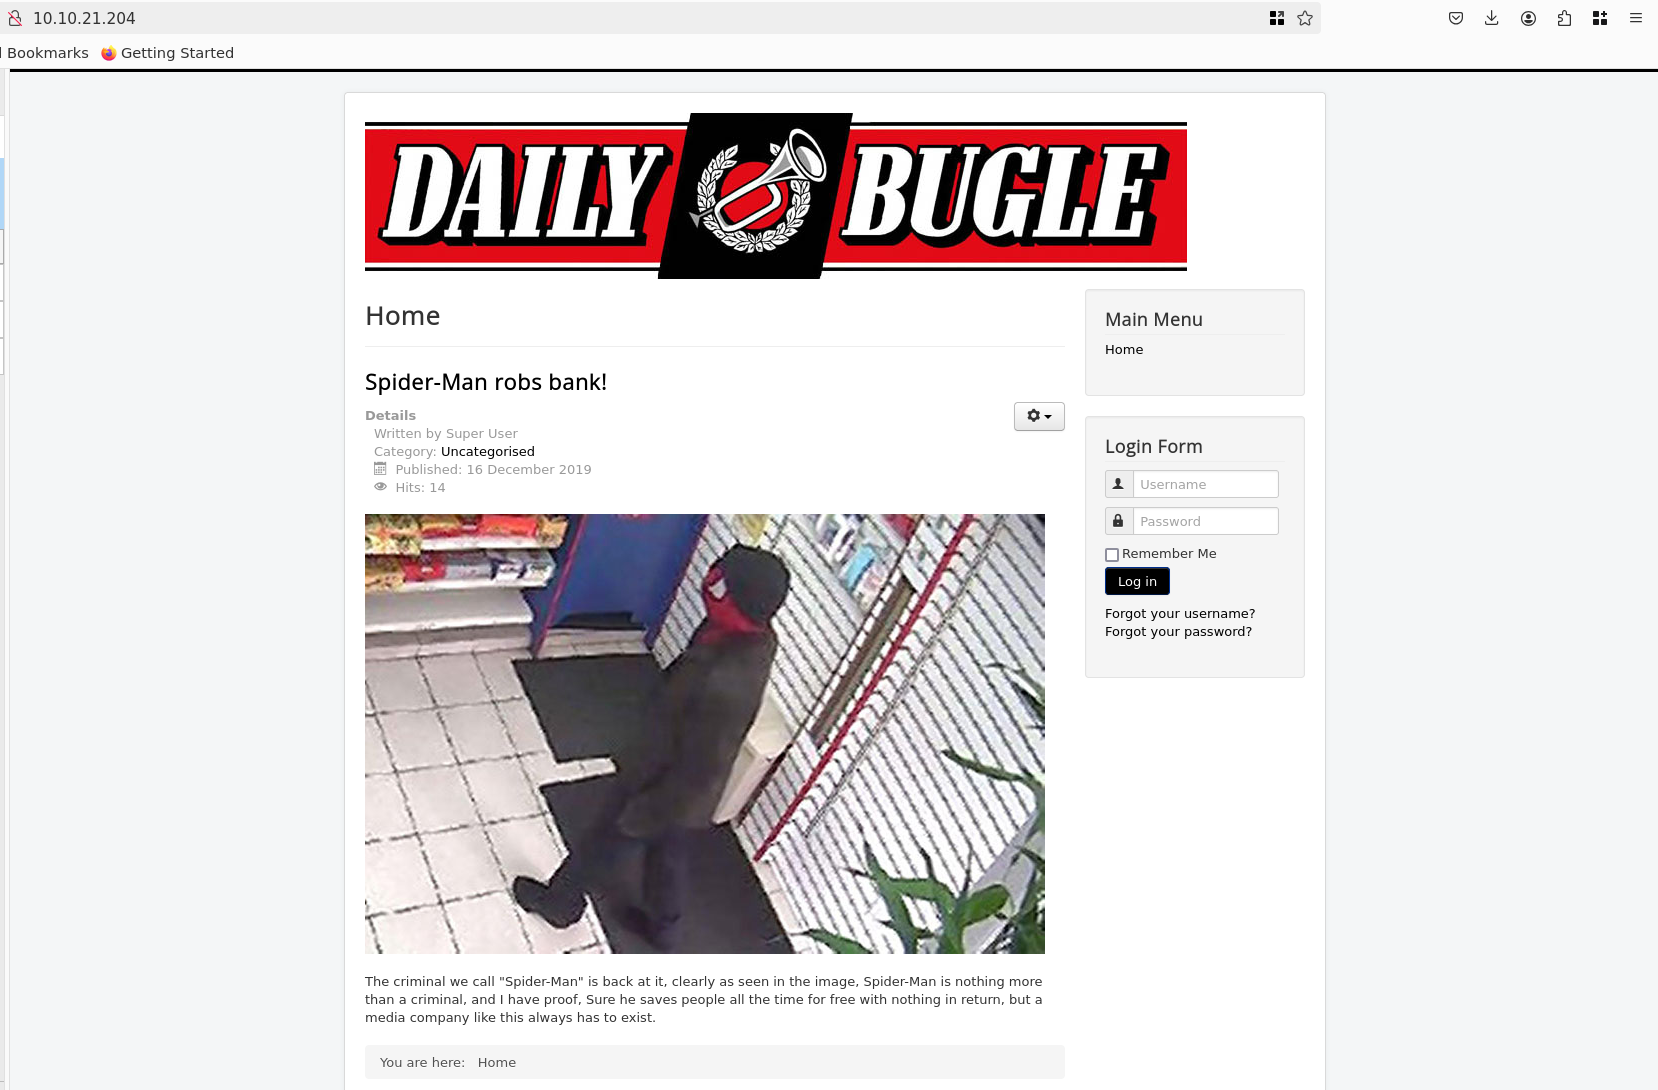 10.10.21.204
Bookmarks Getting Started
DAILY BUGLE
Home
Spider-Man robs bank!
Details
Written by Super User
Category: Uncategorised
Published: 16 December 2019
Hits: 14
The criminal we call "Spider-Man" is back at it, clearly as seen in the image, Spider-Man is nothing more
than a criminal, and I have proof, Sure he saves people all the time for free with nothing in return, but a
media company like this always has to exist.
You are here: Home
Main Menu
Home
Login Form
Username
Password
Remember Me
Log in
Forgot your username?
Forgot your password?